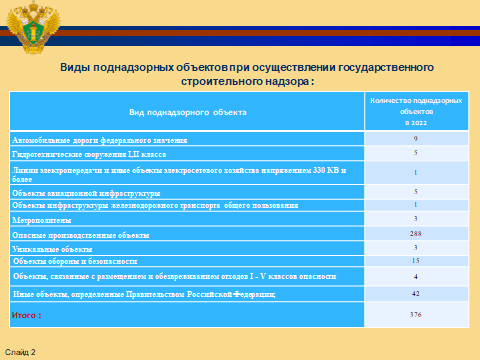 Виды поднадзорных объектов при осуществлении государственного
строительного надзора:
Вид поднадзорного объекта
Количество поднадзорных
объектов
в 2022
Автомобильные дороги федерального значения 9
Гидротехнические сооружения I,II класса 5
Линии электропередачи и иные объекты электросетевого хозяйства напряжением 330 КВ и
более 1
Объекты авиационной инфраструктуры 5
Объекты инфраструктуры железнодорожного транспорта общего пользования 1
Метрополитены 3
Опасные производственные объекты 288
Уникальные объекты 3
Объекты обороны и безопасности 15
Объекты, связанные с размещением и обезвреживанием отходов I - V классов опасности 4
Иные объекты, определенные Правительством Российской Федерации; 42
Итого : 376
Слайд 2